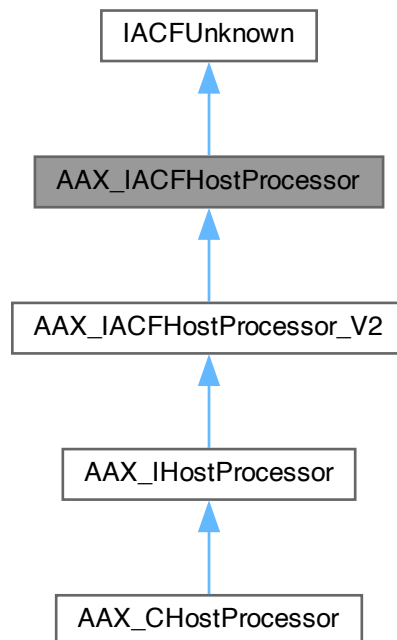 IACFUnknown
AAX_IACFHostProcessor
AAX_IACFHostProcessor_V2
AAX_IHostProcessor
AAX_CHostProcessor